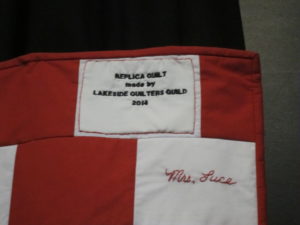 REPLICA QUILT
made by
LAKESIDE QUILTERS GUILD
2014
Mrs. Luce